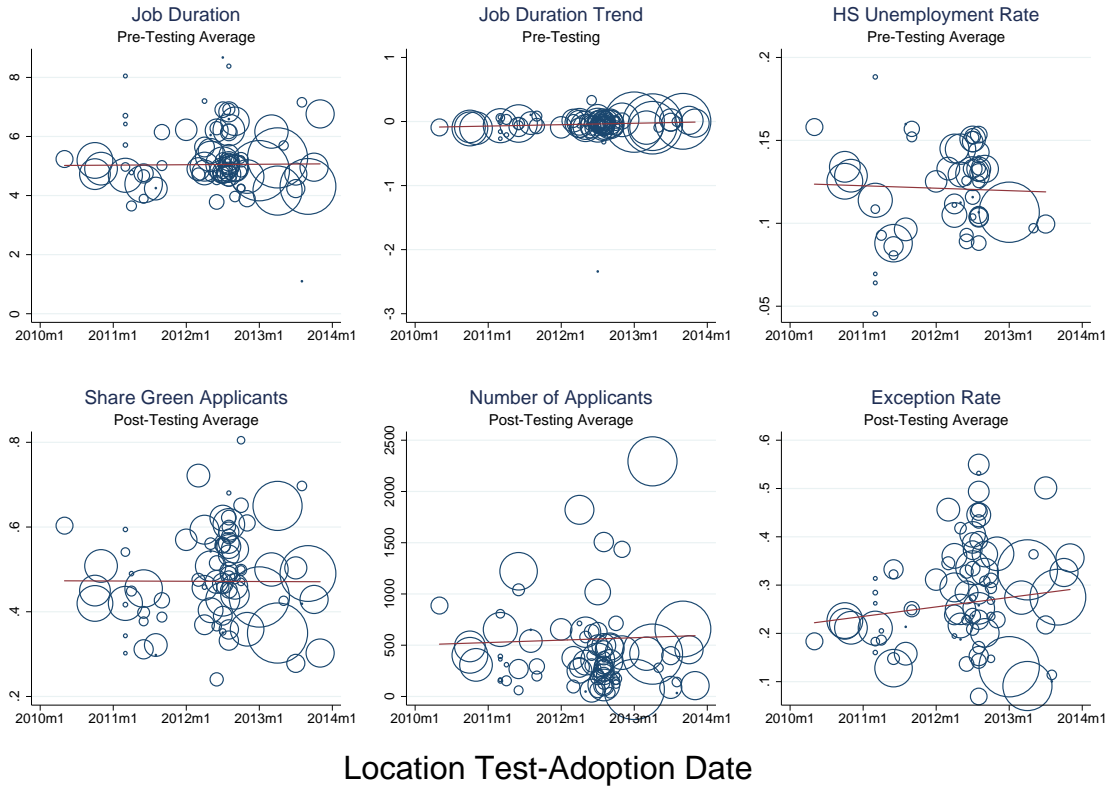 Job Duration
Pre-Testing Average
0 2 4 6 8
2010m1 2011m1 2012m1 2013m1 2014m1
Job Duration Trend
Pre-Testing
-3 -2 -1 0 1
2010m1 2011m1 2012m1 2013m1 2014m1
HS Unemployment Rate
Pre-Testing Average
.05 .1 .15 .2
2010m1 2011m1 2012m1 2013m1 2014m1
Share Green Applicants
Post-Testing Average
.2 .4 .6 .8
2010m1 2011m1 2012m1 2013m1 2014m1
Number of Applicants
Post-Testing Average
0 500 1000 1500 2000 2500
2010m1 2011m1 2012m1 2013m1 2014m1
Exception Rate
Post-Testing Average
.1 .2 .3 .4 .5 .6
2010m1 2011m1 2012m1 2013m1 2014m1
Location Test-Adoption Date